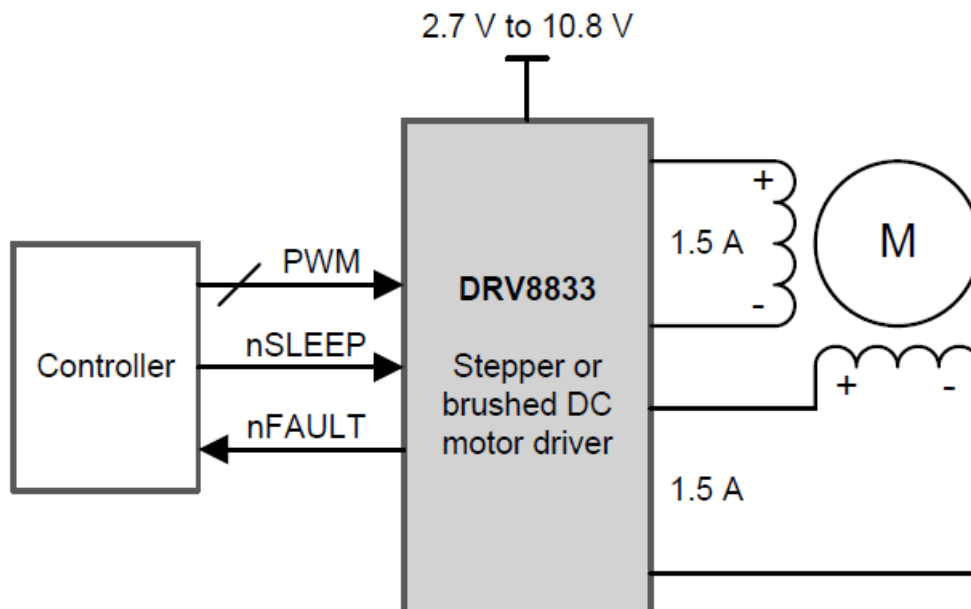 2.7 V to 10.8 V
Controller
PWM
nSLEEP
nFAULT
DRV8833
Stepper or
brushed DC
motor driver
+
1.5 A
-
M
+ -
1.5 A